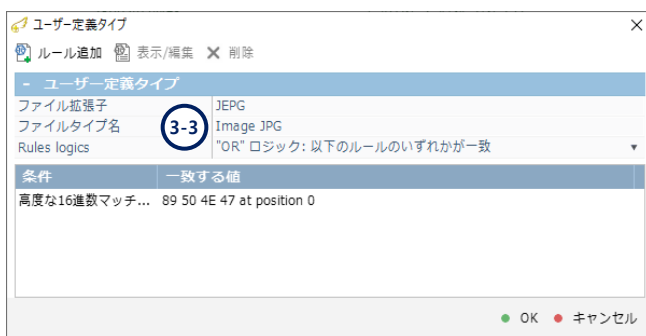 ユーザー定義タイプ
ルール追加 表示/編集 削除
- ユーザー定義タイプ
ファイル拡張子 JEPG
ファイルタイプ名 3-3 Image JPG
Rules logics "OR" ロジック: 以下のルールのいずれかが一致
条件 一致する値
高度な16進数マッチ... 89 50 4E 47 at position 0
OK キャンセル